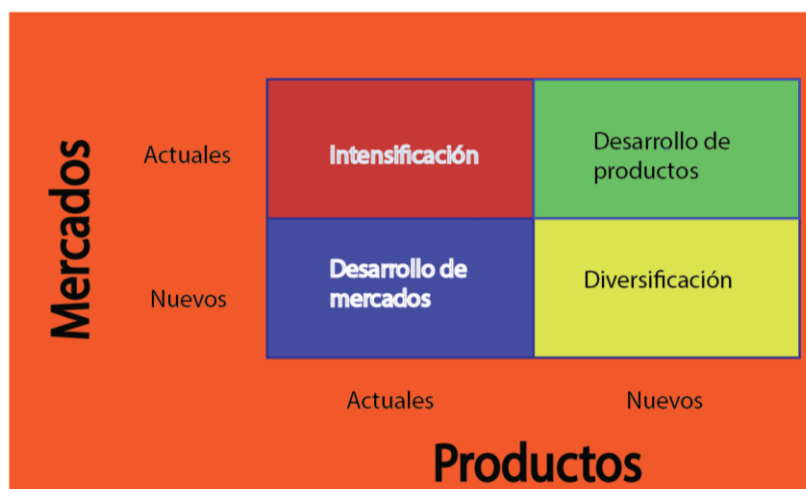 Mercados
Actuales
Intensificación
Desarrollo de
productos
Nuevos
Desarrollo de
mercados
Diversificación
Actuales
Nuevos
Productos